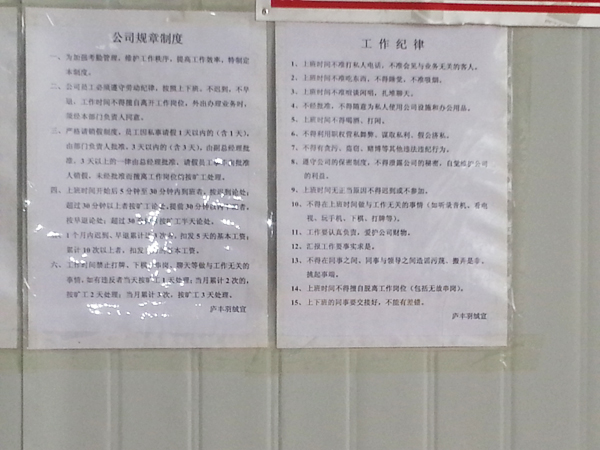 公司规章制度
一、为加强考勤管理，维护工作秩序，提高工作效率，特制定
本制度。
二、公司员工必须遵守劳动纪律，按照上下班，不迟到，不早
退。工作时间不得擅自离开工作岗位，外出办理业务时，
须经本部门负责人同意。
三、严格请销假制度，员工因私事请假1天以内的（含1天），
由部门负责人批准，3天以内的（含3天），由副总经理批
准，3天以上的一律由总经理批准，请假员工
人销假，未经批准而擅离工作岗位的按旷工处理。
四、上班时间开始后5分钟至30分钟内到班者，按迟到论处；
超过30分钟以上者按旷工论处；提前30分钟以内下班者，
按早退论处；超过30分钟按旷工半天论处。
五、1个月内迟到、早退累计达3次者，扣发5天的基本工资；
累计10次以上者，扣发 的基本工资。
六、工作时间禁止打牌、下棋 聊天等做与工作无关的
事情，如有违反者当天按旷工1天处理；当月累计2次的，
按旷工2天处理；当月累计3次，按旷工3天处理。
庐丰羽绒宣
工作纪律
1、上班时间不准打私人电话，不准会见与业务无关的客人。
2、上班时间不准吃东西，不得睡觉，不准吸烟。
3、上班时间不准相谈闲唱，扎堆聊天。
4、不经批准，不得随意为私人使用公司设施和办公用品。
5、上班时间不得喝酒、打闹。
6、不得利用职权营私舞弊，谋取私利，假公济私。
7、不得有贪污、盗窃、赌博等其他违法违纪行为。
8、遵守公司的保密制度，不得泄露公司的秘密，自觉维护公司
的利益。
9、上班时间无正当原因不得迟到或不参加。
10、不得在上班时间做与工作无关的事情（如听录音机，看电
视，玩手机，下棋、打牌等）。
11、工作要认真负责，爱护公司财物。
12、汇报工作要事实求是。
13、不得在同事之间，同事与领导之间造谣污蔑，搬弄是非，
挑起事端。
14、上班时间不得擅自脱离工作岗位（包括无故串岗）。
15、上下班的同事要交接好，不能有差错。
庐丰羽绒宣